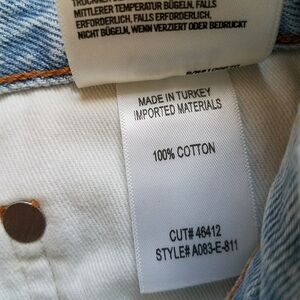 MITTLERER TEMPERATUR BÜGELN, FALLS
ERFORDERLICH, FALLS ERFORDERLICH.
NICHT BÜGELN, WENN VERZIERT ODER BEDRUCKT
MADE IN TURKEY
IMPORTED MATERIALS
100% COTTON
CUT# 46412
STYLE# A083-E-811